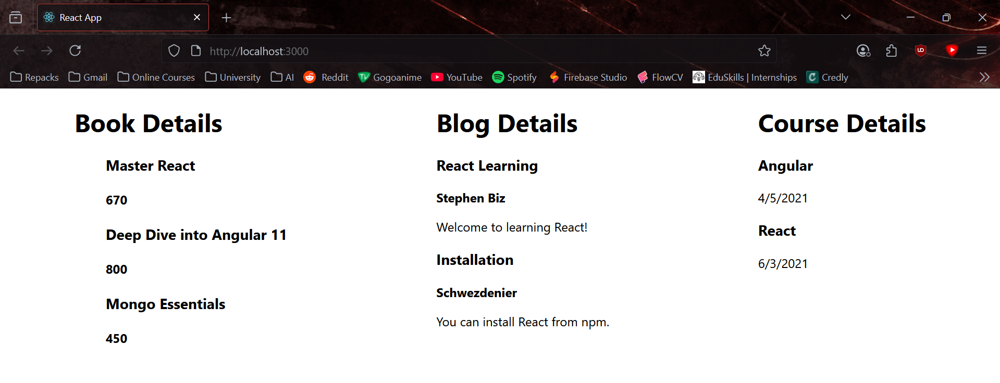 React App
http://localhost:3000
Repacks
Gmail
Online Courses
University
AI
Reddit
Gogoanime
YouTube
Spotify
Firebase Studio
FlowCV
EduSkills | Internships
Credly
Book Details
Master React
670
Deep Dive into Angular 11
800
Mongo Essentials
450
Blog Details
React Learning
Stephen Biz
Welcome to learning React!
Installation
Schwezdenier
You can install React from npm.
Course Details
Angular
4/5/2021
React
6/3/2021